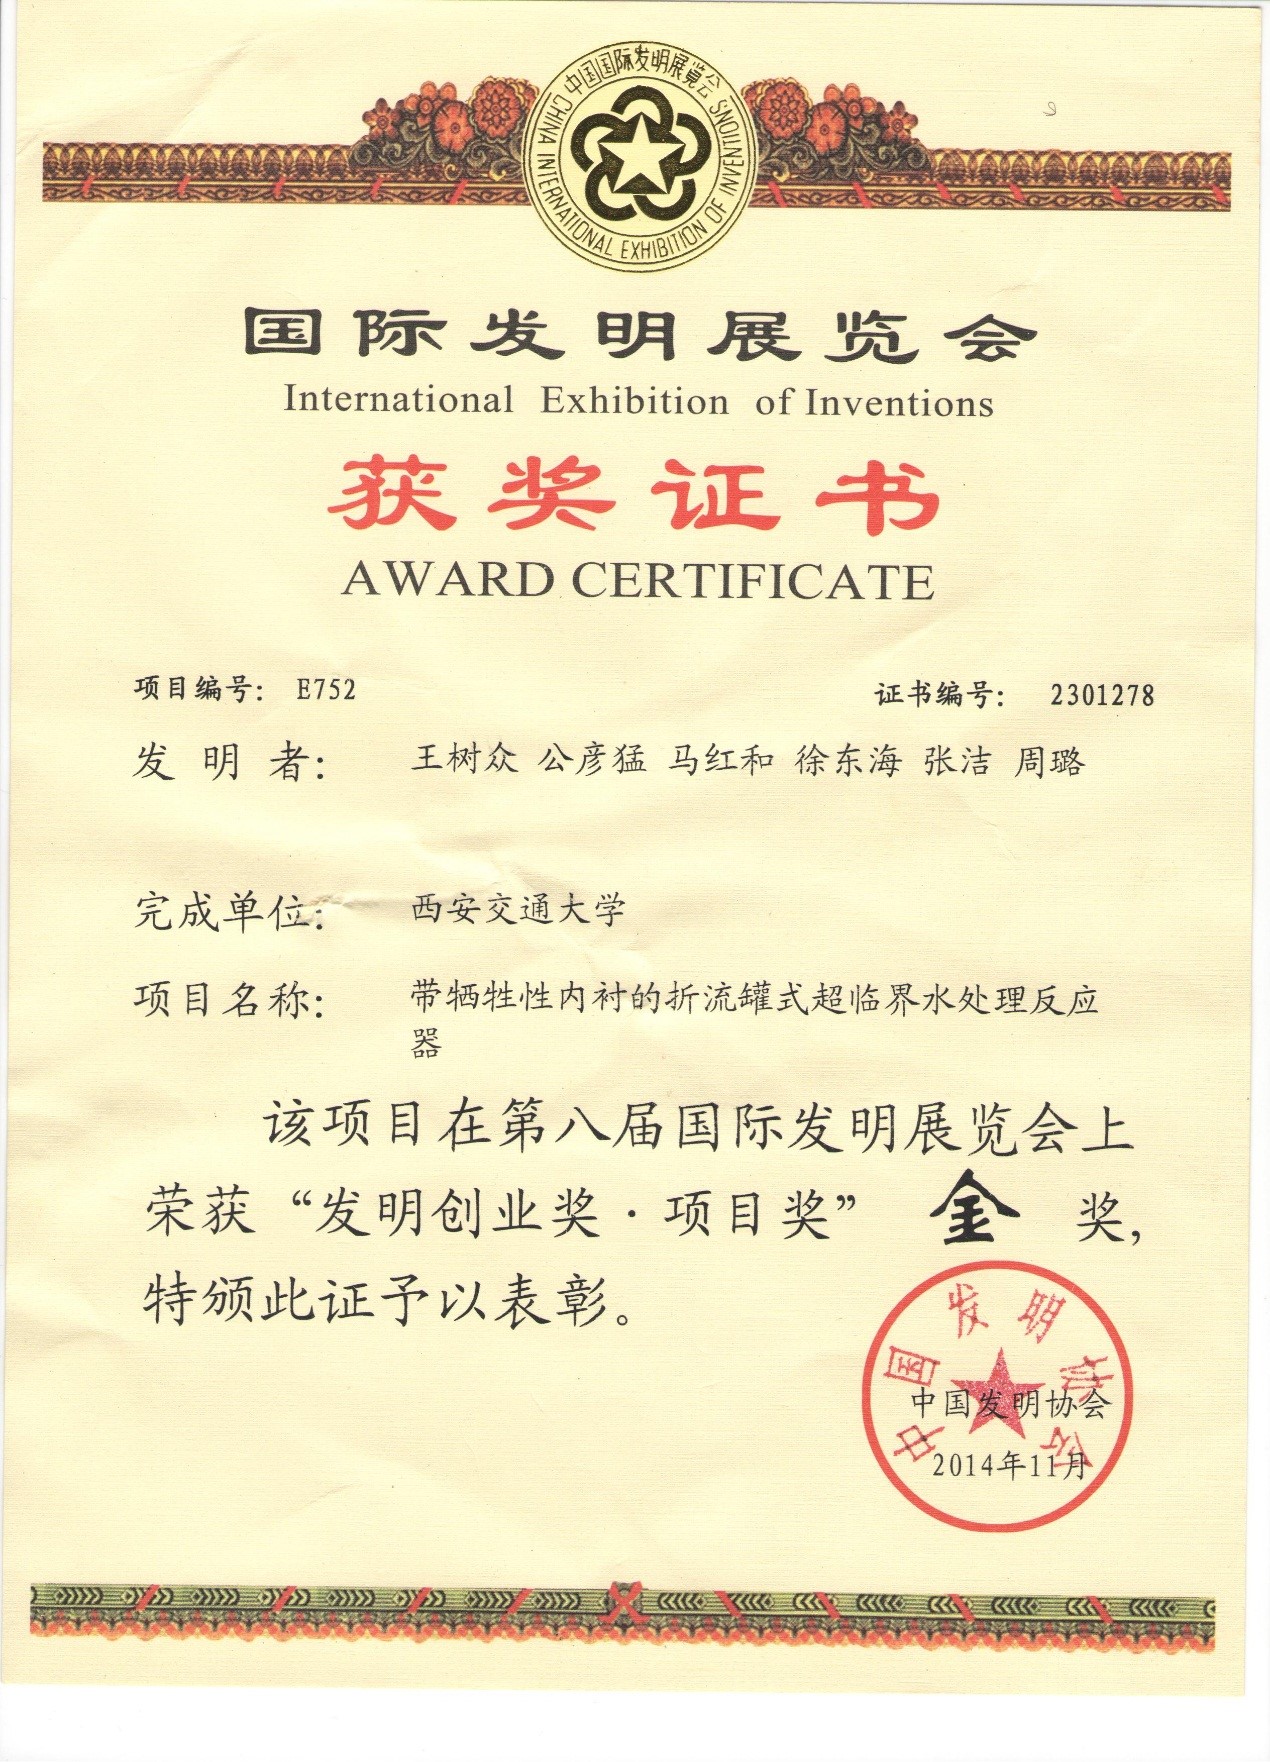 中国国际发明展览会
CHINA INTERNATIONAL EXHIBITION OF INVENTIONS
国际发明展览会
International Exhibition of Inventions
获奖证书
AWARD CERTIFICATE
项目编号: E752 证书编号: 2301278
发明者: 王树众 公彦猛 马红和 徐东海 张洁 周璐
完成单位: 西安交通大学
项目名称: 带牺牲性内衬的折流罐式超临界水处理反应
器
该项目在第八届国际发明展览会上
荣获“发明创业奖·项目奖” 金 奖,
特颁此证予以表彰。
中国发明协会
中国发明协会
2014年11月